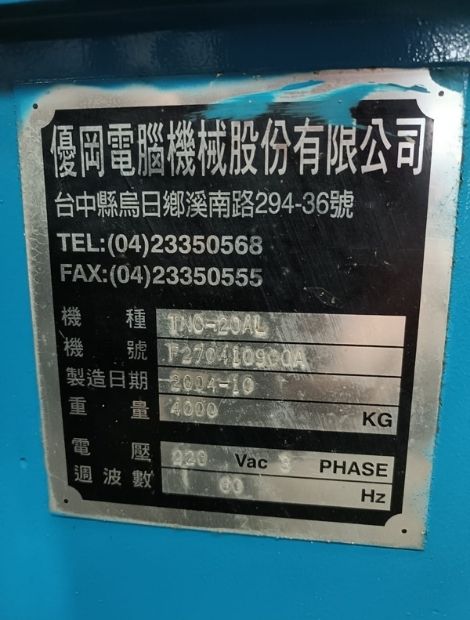 優岡電腦機械股份有限公司
台中縣烏日鄉溪南路294-36號
TEL:(04)23350568
FAX:(04)23350555
機 種 TNC-20AL
機 號 F2704109C0A
製造日期 2004-10
重 量 4000 KG
電 壓 220 Vac 3 PHASE
週波數 60 Hz